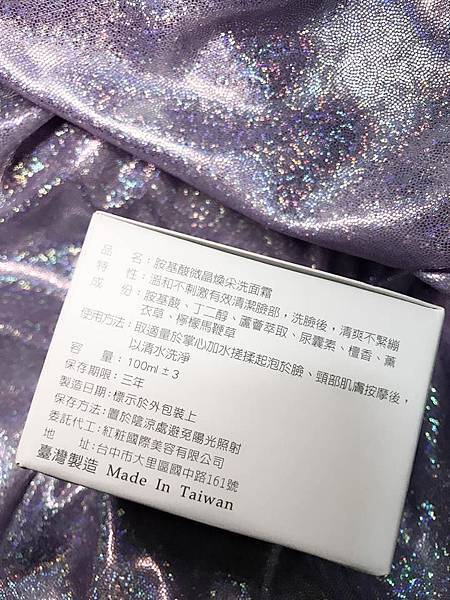 品　　名：胺基酸微晶煥采洗面霜
特　　性：溫和不刺激有效清潔臉部，洗臉後，清爽不緊繃
成　　份：胺基酸、丁二醇、蘆薈萃取、尿囊素、檀香、薰
衣草、檸檬馬鞭草
使用方法：取適量於掌心加水搓揉起泡於臉、頸部肌膚按摩後，
以清水洗淨
容　　量：100ml±3
保存期限：三年
製造日期：標示於外包裝上
保存方法：置於陰涼處避免陽光照射
委託代工：紅粧國際美容有限公司
地　　址：台中市大里區國中路161號
臺灣製造 Made In Taiwan